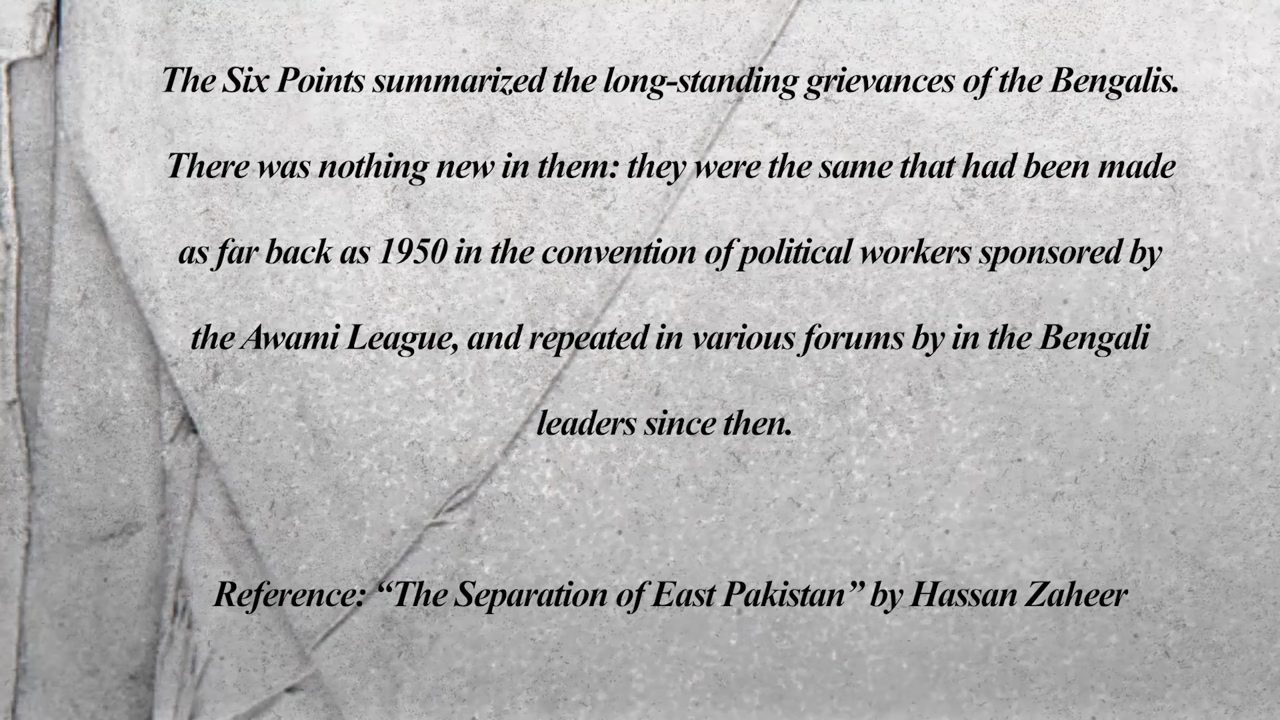 The Six Points summarized the long-standing grievances of the Bengalis.
There was nothing new in them: they were the same that had been made
as far back as 1950 in the convention of political workers sponsored by
the Awami League, and repeated in various forums by in the Bengali
leaders since then.
Reference: “The Separation of East Pakistan” by Hassan Zaheer